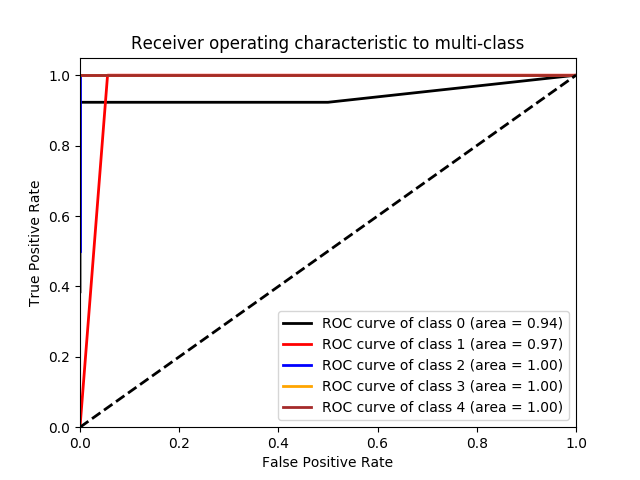 Receiver operating characteristic to multi-class
1.0
0.8
0.6
0.4
0.2
0.0
True Positive Rate
ROC curve of class 0 (area = 0.94)
ROC curve of class 1 (area = 0.97)
ROC curve of class 2 (area = 1.00)
ROC curve of class 3 (area = 1.00)
ROC curve of class 4 (area = 1.00)
0.0 0.2 0.4 0.6 0.8 1.0
False Positive Rate